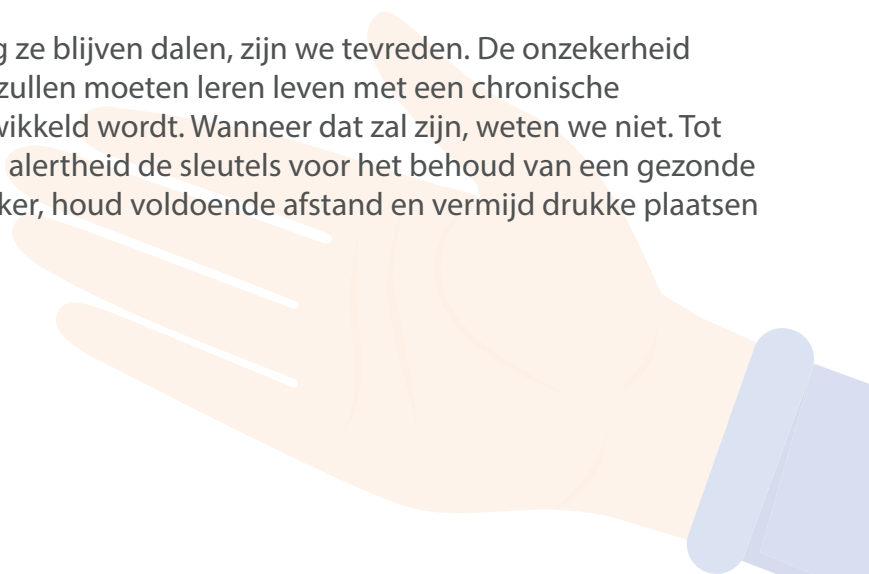 g ze blijven dalen, zijn we tevreden. De onzekerheid
zullen moeten leren leven met een chronische
wikkeld wordt. Wanneer dat zal zijn, weten we niet. Tot
alertheid de sleutels voor het behoud van een gezonde
ker, houd voldoende afstand en vermijd drukke plaatsen